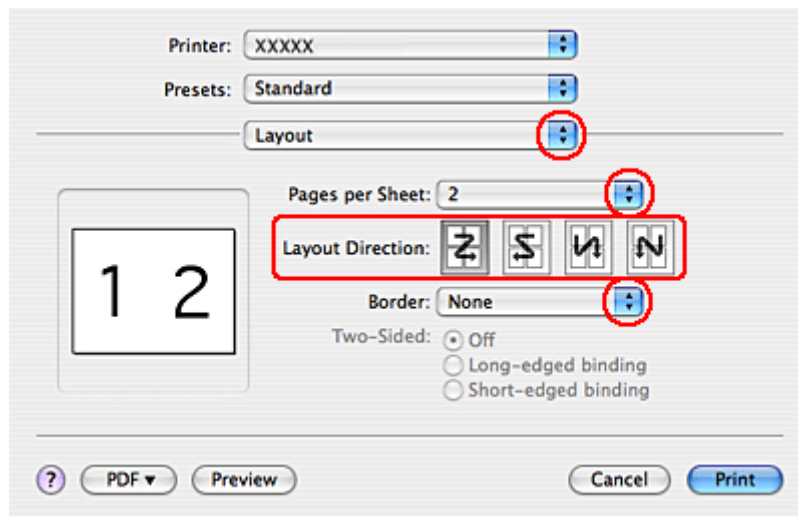 Printer: XXXXX
Presets: Standard
Layout
Pages per Sheet: 2
Layout Direction:
1 2
Border: None
Two-Sided: Off
Long-edged binding
Short-edged binding
? PDF ▼ Preview Cancel Print